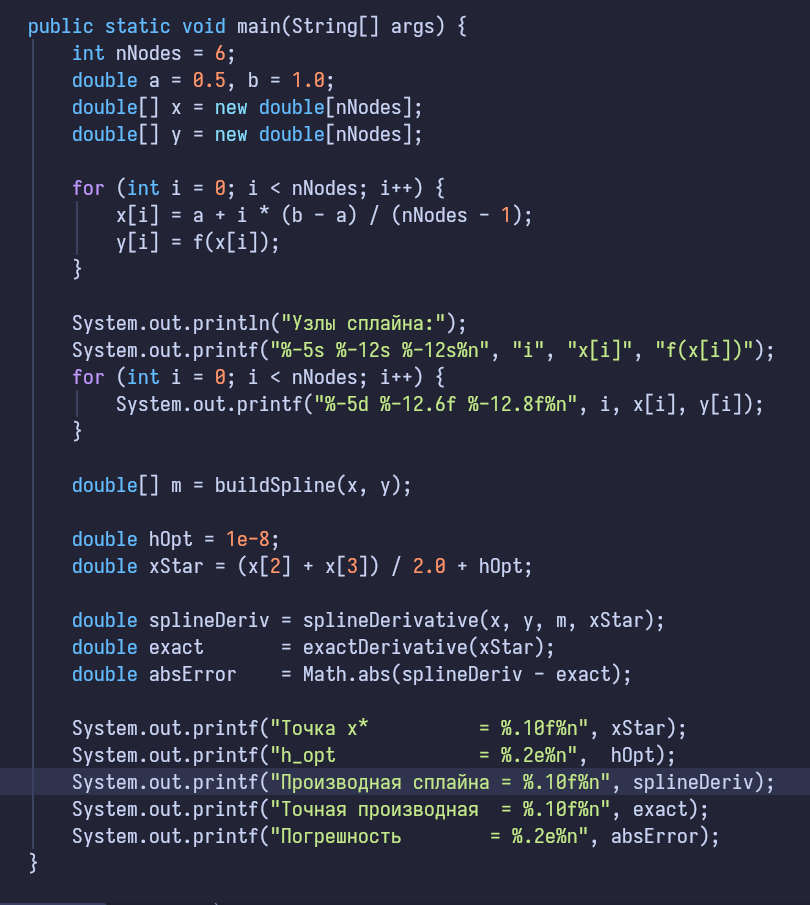 public static void main(String[] args) {
    int nNodes = 6;
    double a = 0.5, b = 1.0;
    double[] x = new double[nNodes];
    double[] y = new double[nNodes];

    for (int i = 0; i < nNodes; i++) {
        x[i] = a + i * (b - a) / (nNodes - 1);
        y[i] = f(x[i]);
    }

    System.out.println("Узлы сплайна:");
    System.out.printf("%-5s %-12s %-12s%n", "i", "x[i]", "f(x[i])");
    for (int i = 0; i < nNodes; i++) {
        System.out.printf("%-5d %-12.6f %-12.8f%n", i, x[i], y[i]);
    }

    double[] m = buildSpline(x, y);

    double hOpt = 1e-8;
    double xStar = (x[2] + x[3]) / 2.0 + hOpt;

    double splineDeriv = splineDerivative(x, y, m, xStar);
    double exact       = exactDerivative(xStar);
    double absError    = Math.abs(splineDeriv - exact);

    System.out.printf("Точка x*          = %.10f%n", xStar);
    System.out.printf("h_opt             = %.2e%n",  hOpt);
    System.out.printf("Производная сплайна = %.10f%n", splineDeriv);
    System.out.printf("Точная производная  = %.10f%n", exact);
    System.out.printf("Погрешность        = %.2e%n", absError);
}